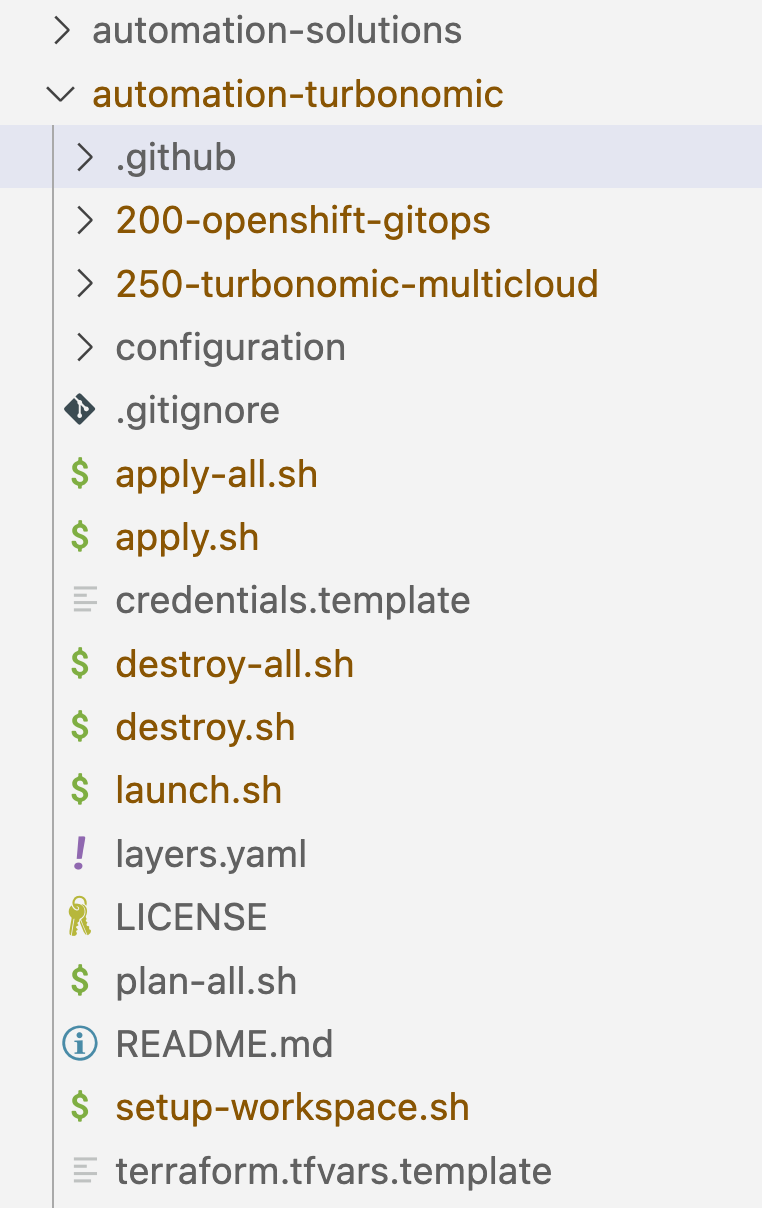 automation-solutions
automation-turbonomic
.github
200-openshift-gitops
250-turbonomic-multicloud
configuration
.gitignore
$ apply-all.sh
$ apply.sh
credentials.template
$ destroy-all.sh
$ destroy.sh
$ launch.sh
! layers.yaml
LICENSE
$ plan-all.sh
README.md
$ setup-workspace.sh
terraform.tfvars.template